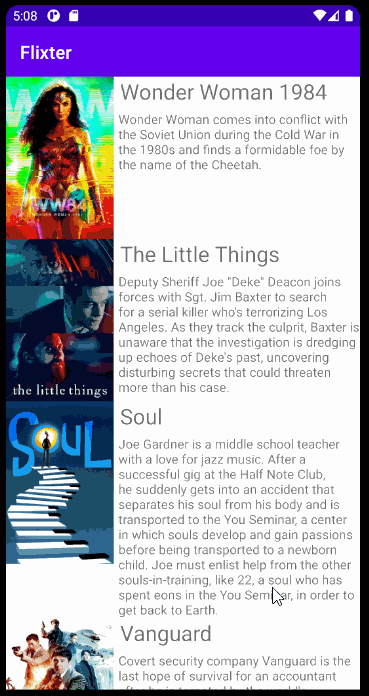 5:08
Flixter
Wonder Woman 1984
Wonder Woman comes into conflict with
the Soviet Union during the Cold War in
the 1980s and finds a formidable foe by
the name of the Cheetah.
WW84
WONDER WOMAN 1984
The Little Things
Deputy Sheriff Joe "Deke" Deacon joins
forces with Sgt. Jim Baxter to search
for a serial killer who's terrorizing Los
Angeles. As they track the culprit, Baxter is
unaware that the investigation is dredging
up echoes of Deke's past, uncovering
disturbing secrets that could threaten
more than his case.
the little things
Soul
SOUL
Joe Gardner is a middle school teacher
with a love for jazz music. After a
successful gig at the Half Note Club,
he suddenly gets into an accident that
separates his soul from his body and is
transported to the You Seminar, a center
in which souls develop and gain passions
before being transported to a newborn
child. Joe must enlist help from the other
souls-in-training, like 22, a soul who has
spent eons in the You Seminar, in order to
get back to Earth.
Vanguard
Covert security company Vanguard is the
last hope of survival for an accountant